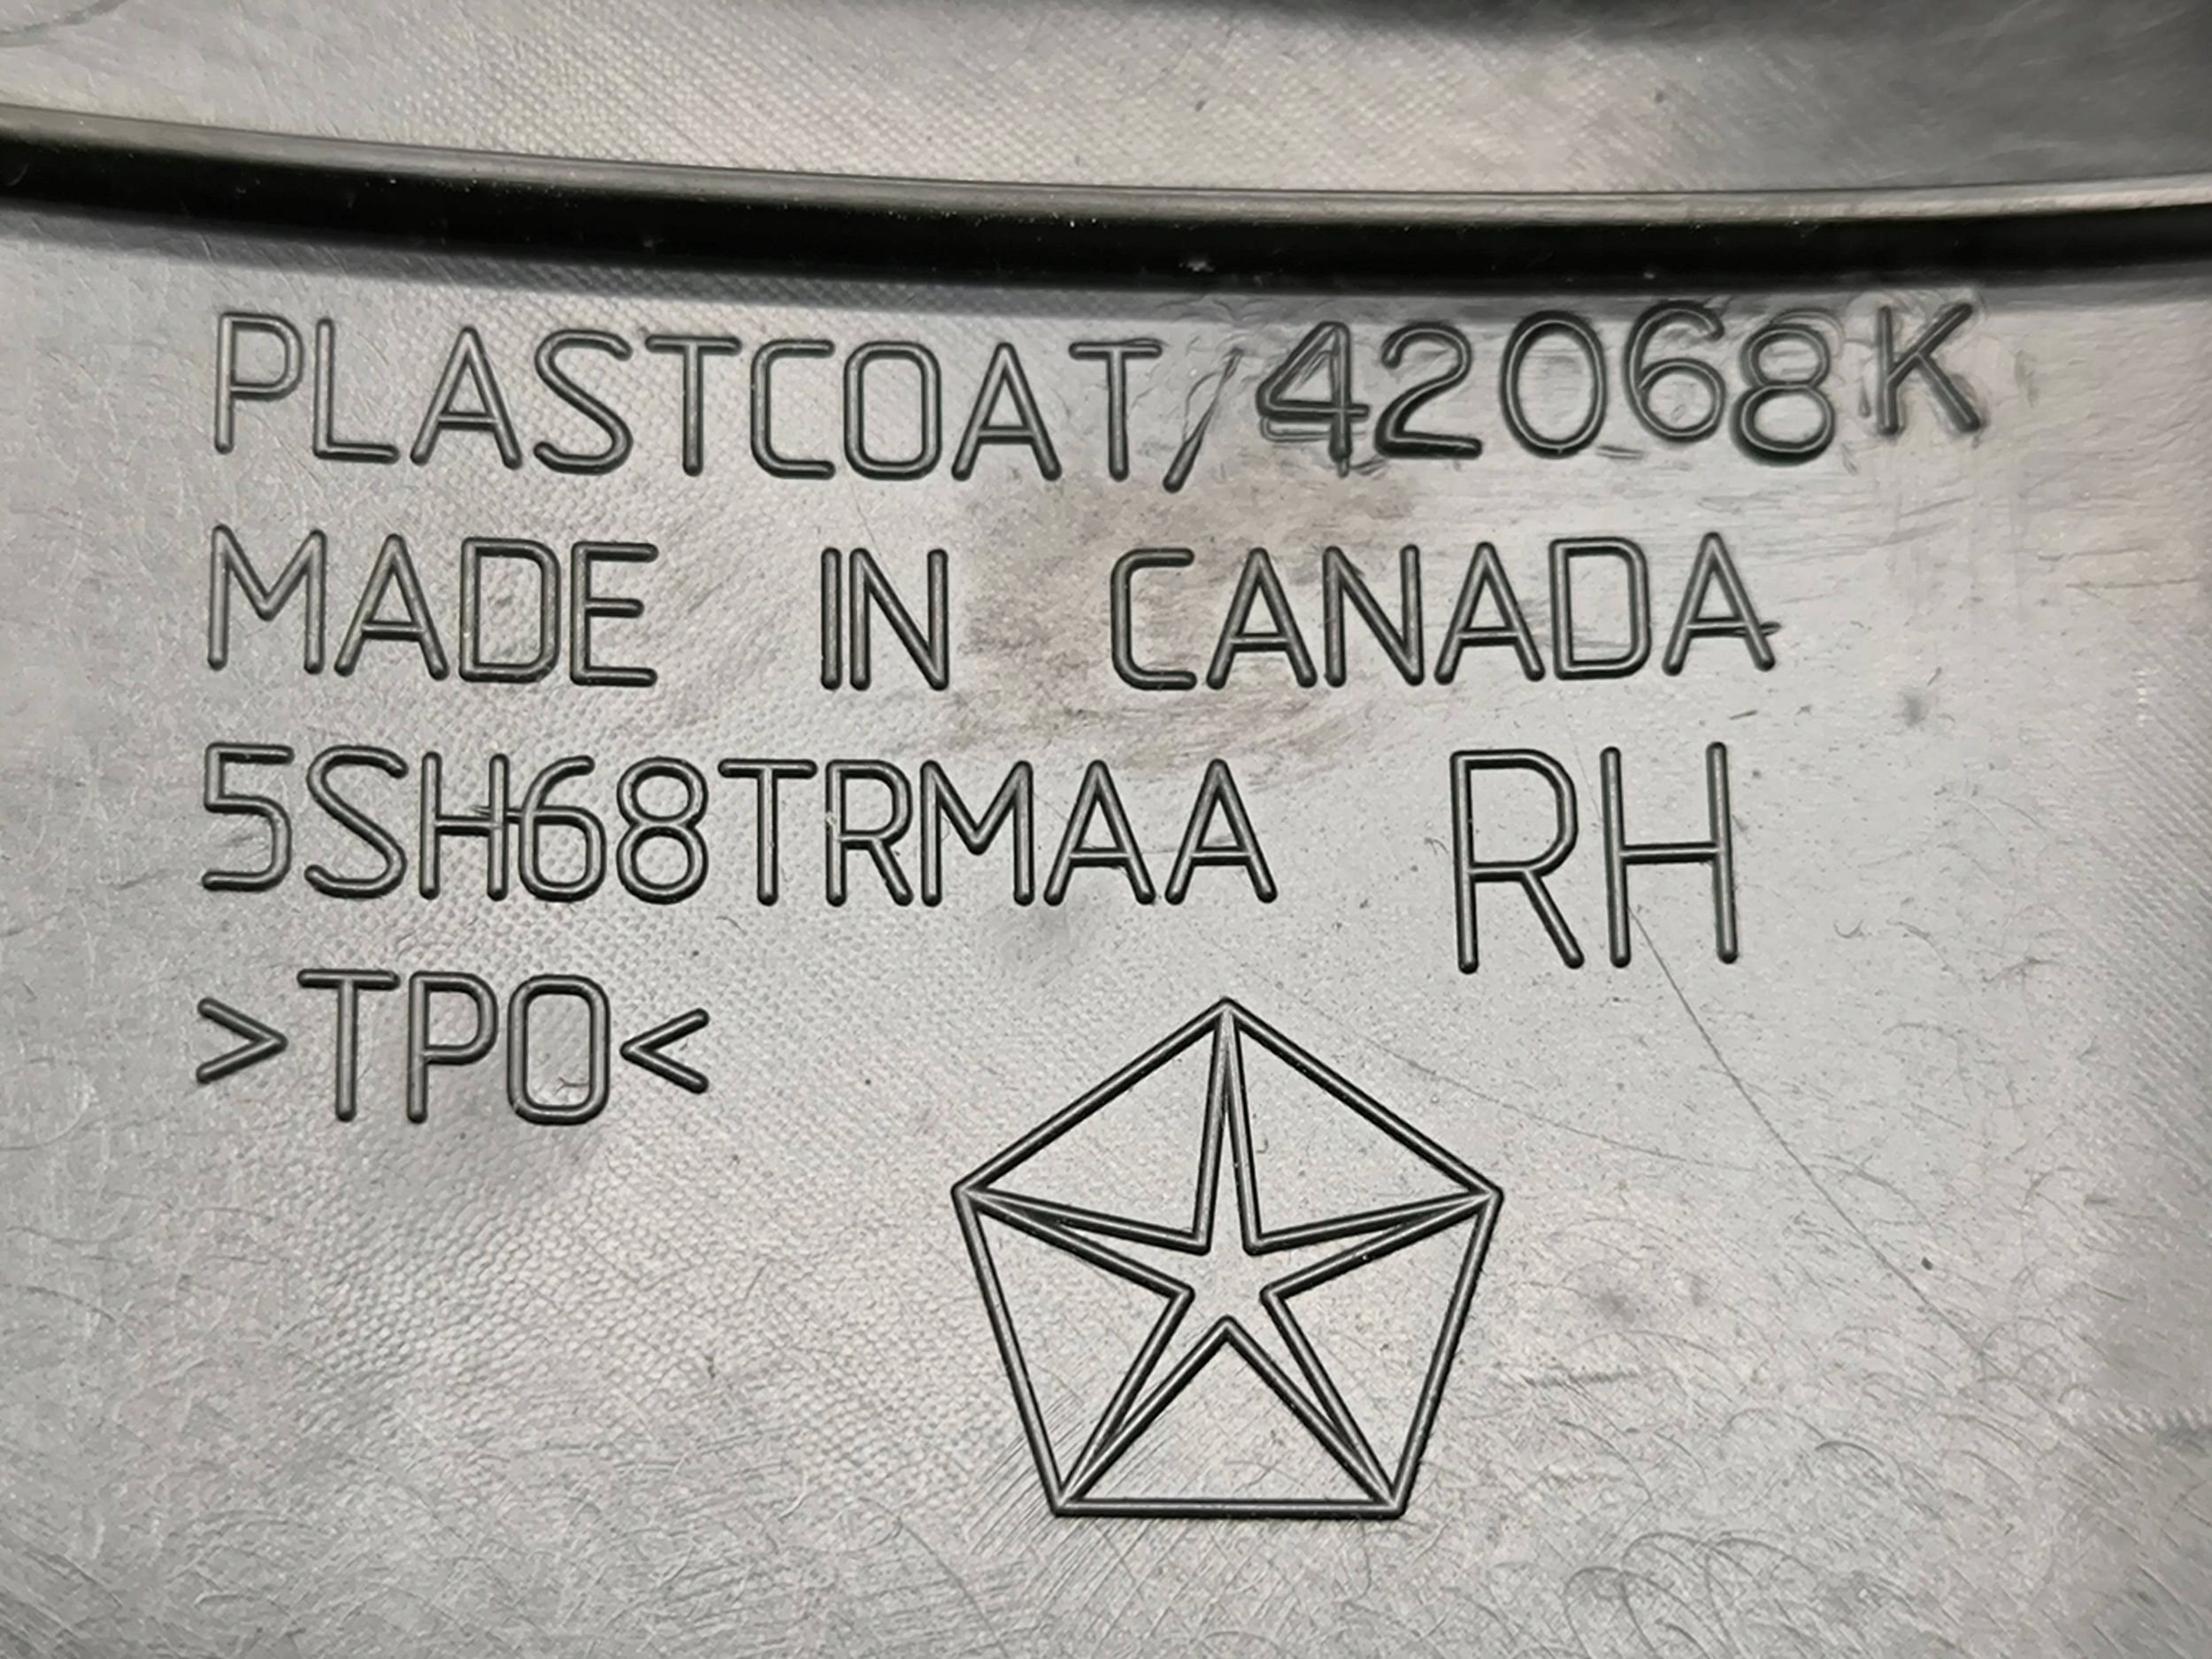 PLASTCOAT/42068K
MADE IN CANADA
5SH68TRMAA RH
>TPO<